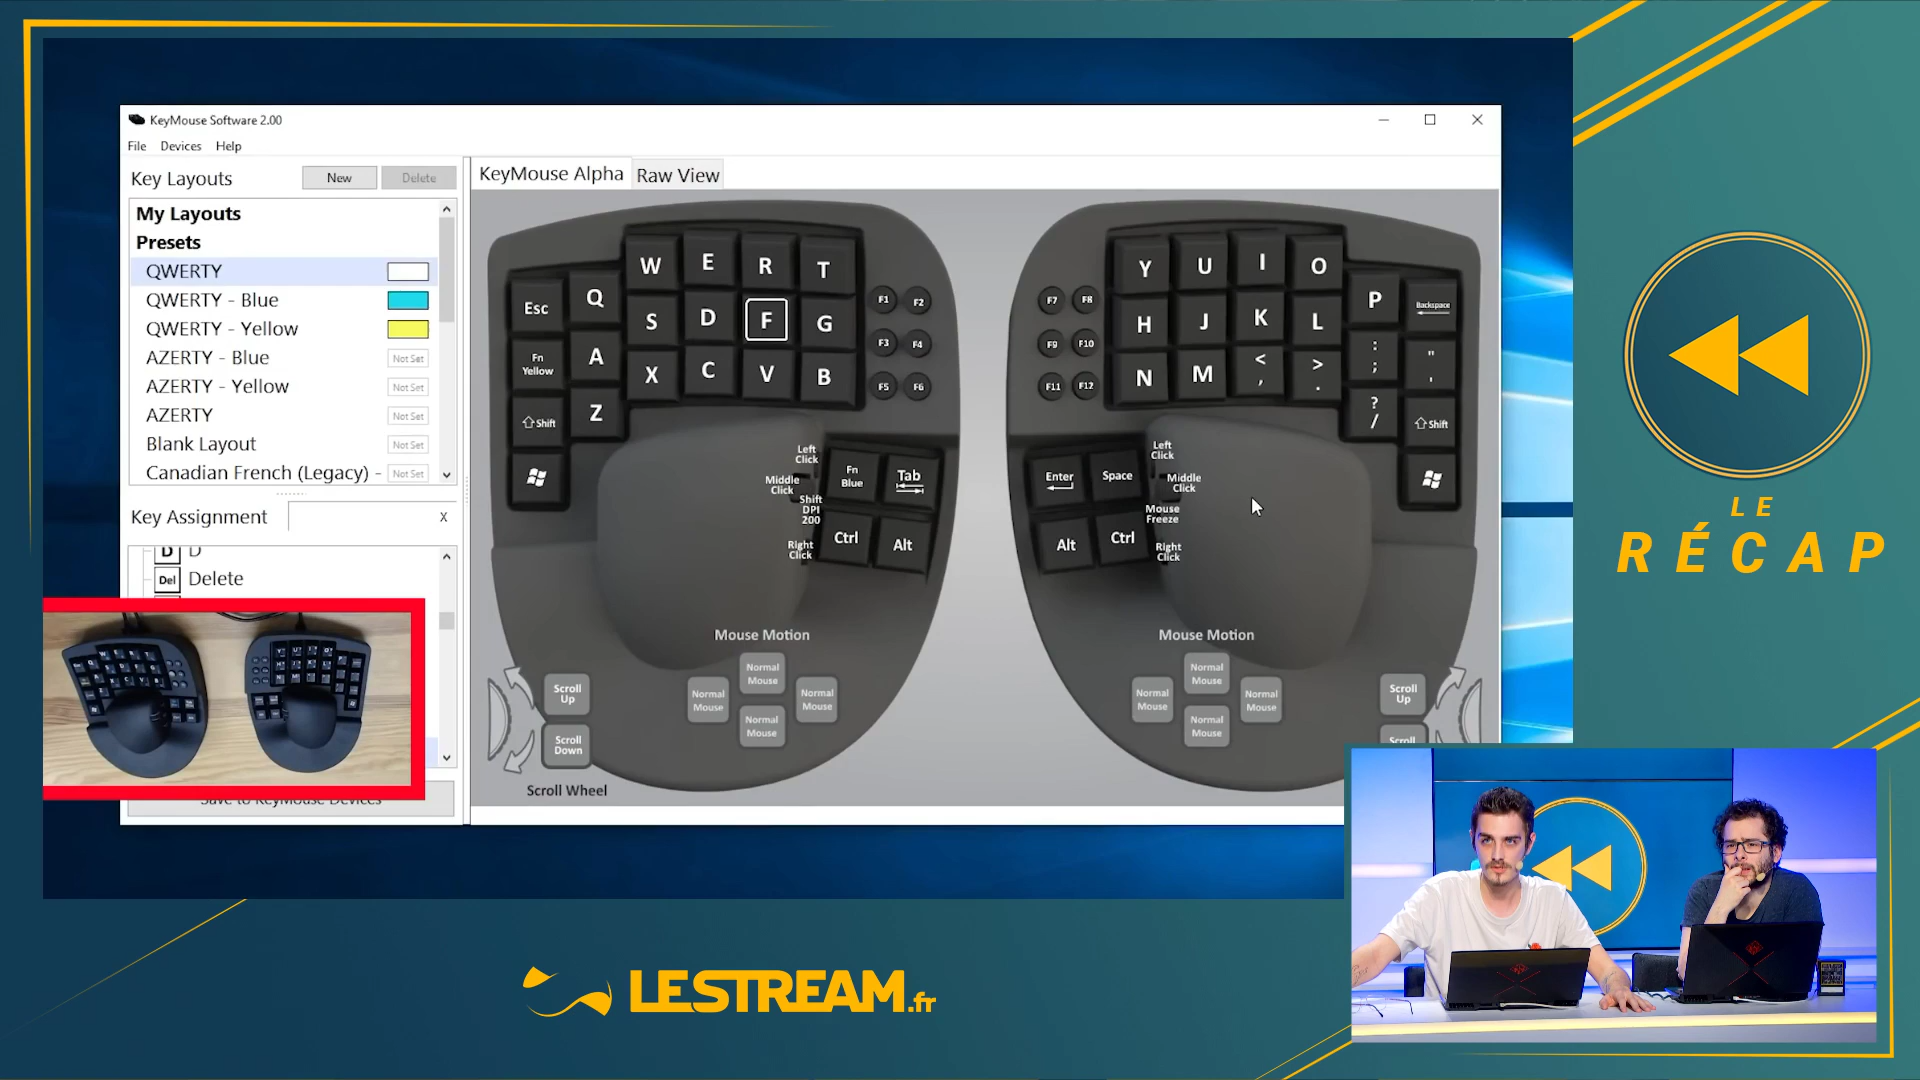 KeyMouse Software 2.00
File Devices Help
Key Layouts New Delete
My Layouts
Presets
QWERTY
QWERTY - Blue
QWERTY - Yellow
AZERTY - Blue Not Set
AZERTY - Yellow Not Set
AZERTY Not Set
Blank Layout Not Set
Canadian French (Legacy) - Not Set
Key Assignment X
D D
Del Delete
Save to KeyMouse Devices
KeyMouse Alpha Raw View
W E R T
Esc Q
S D F G
Fn Yellow A
X C V B
Shift Z
F1 F2
F3 F4
F5 F6
Left Click
Middle Click
Shift DPI 200
Right Click
Fn Blue Tab
Ctrl Alt
Mouse Motion
Normal Mouse
Normal Mouse
Normal Mouse
Normal Mouse
Scroll Up
Scroll Down
Scroll Wheel
F7 F8
F9 F10
F11 F12
Y U I O
P Backspace
H J K L
: ; " '
N M < , > .
? / Shift
Enter Space
Alt Ctrl
Left Click
Middle Click
Mouse Freeze
Right Click
Mouse Motion
Normal Mouse
Normal Mouse
Normal Mouse
Normal Mouse
Scroll Up
Scroll
LE
RÉCAP
LESTREAM.fr